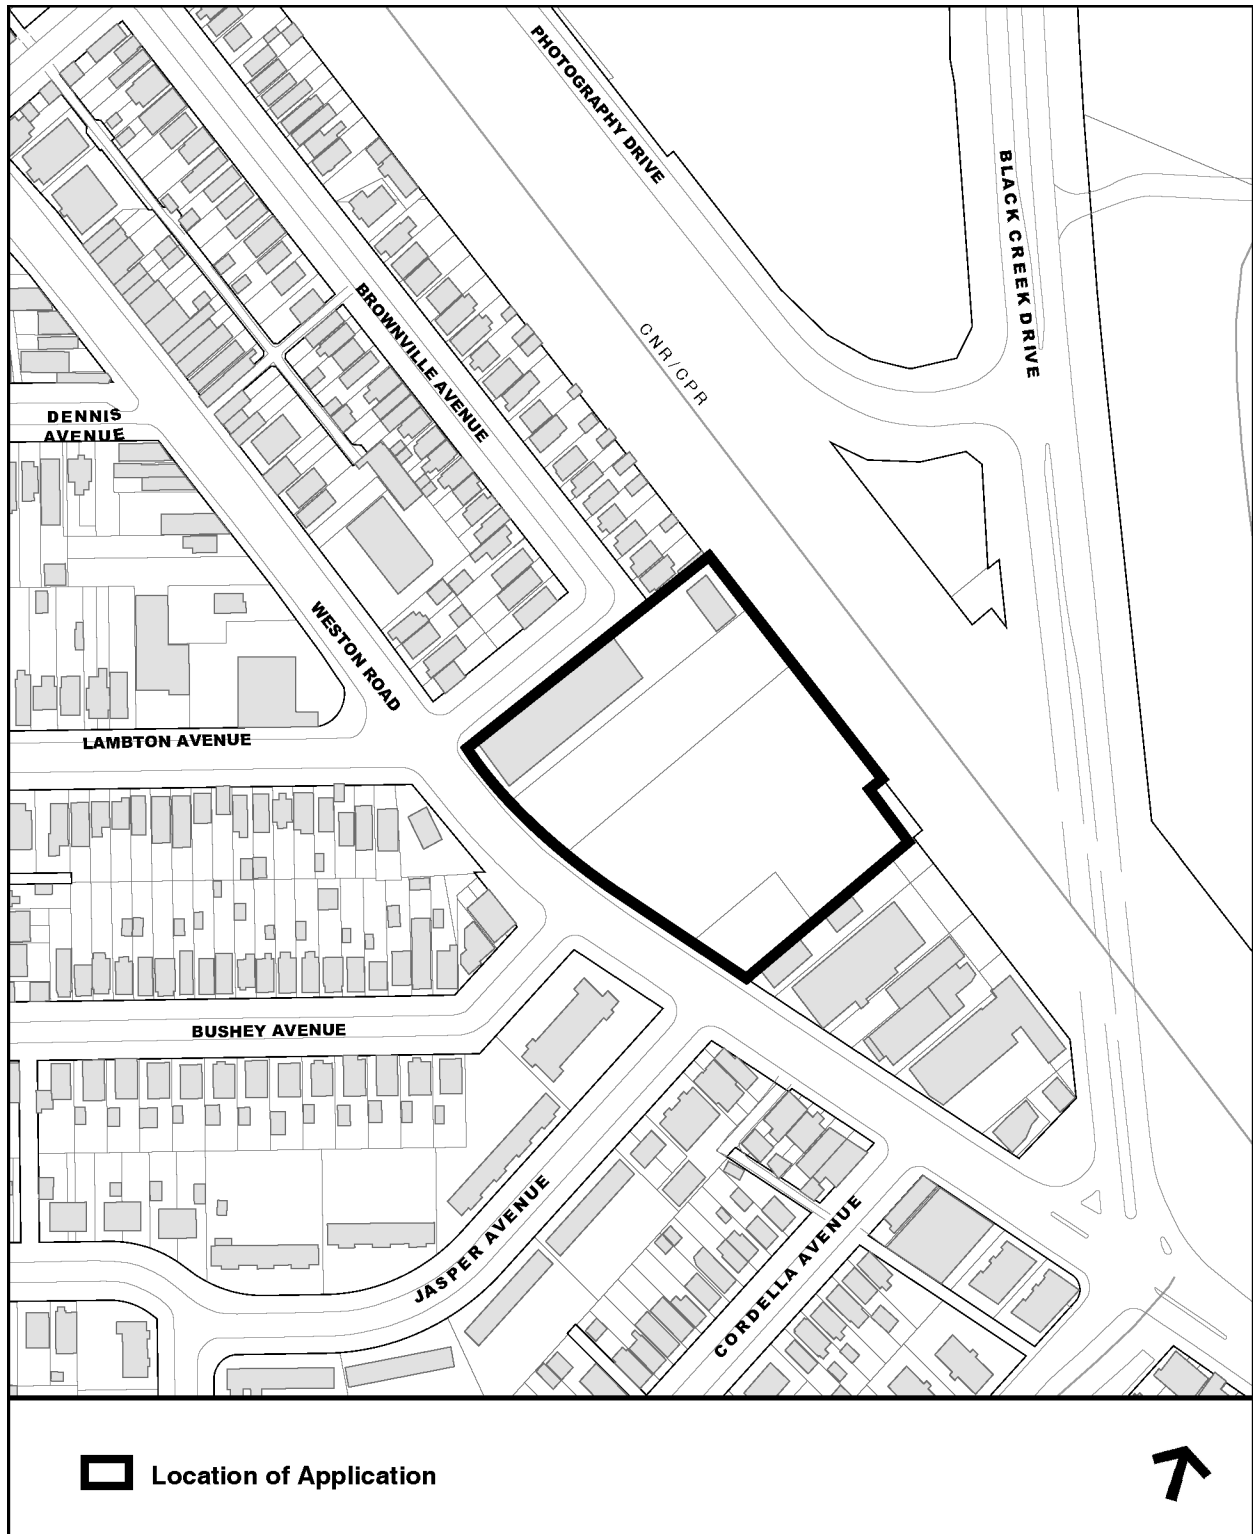 PHOTOGRAPHY DRIVE
BLACK CREEK DRIVE
BROWNVILLE AVENUE
CNR/CPR
DENNIS
AVENUE
WESTON ROAD
LAMBTON AVENUE
BUSHEY AVENUE
JASPER AVENUE
CORDELLA AVENUE
Location of Application